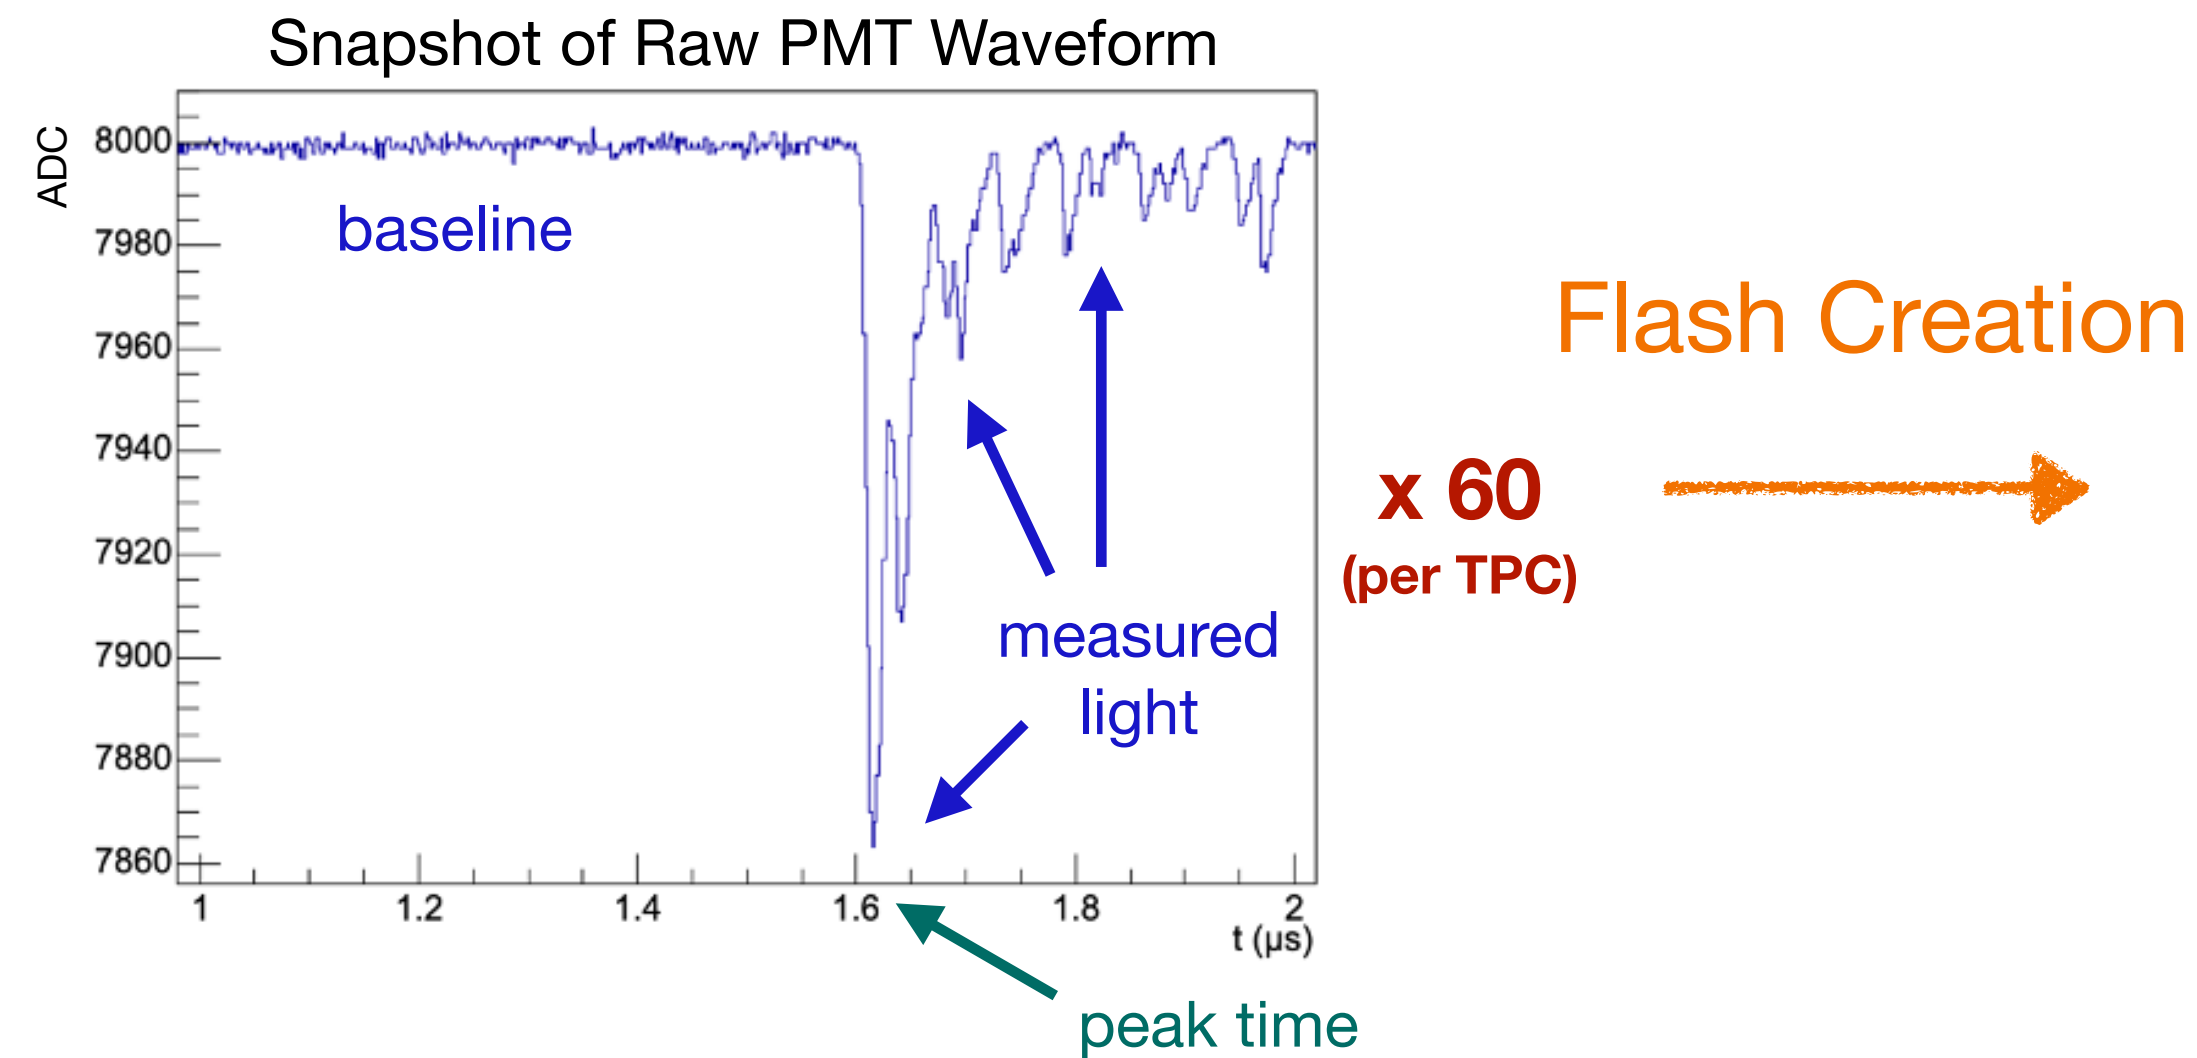 Snapshot of Raw PMT Waveform
ADC
8000
7980
7960
7940
7920
7900
7880
7860
baseline
measured
light
1 1.2 1.4 1.6 1.8 2
t (μs)
peak time
x 60
(per TPC)
Flash Creation